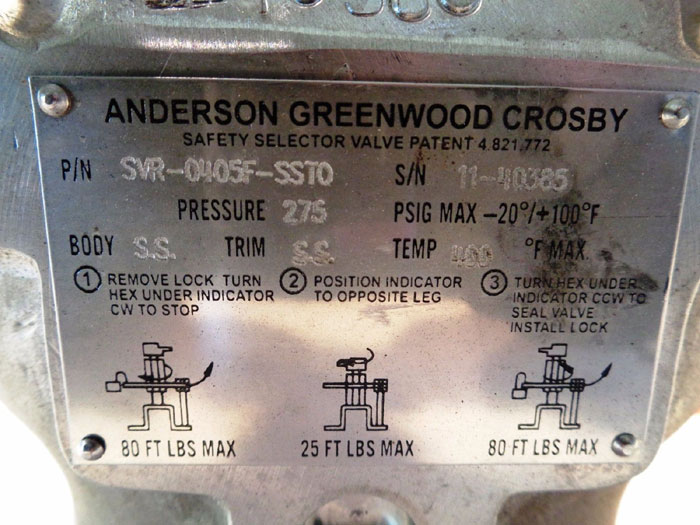 ANDERSON GREENWOOD CROSBY
SAFETY SELECTOR VALVE PATENT 4.821,772
P/N SVR-0405F-SSTO S/N 11-40385
PRESSURE 275 PSIG MAX -20°/+100°F
BODY S.S. TRIM S.S. TEMP 400 °F MAX.
1 REMOVE LOCK TURN
HEX UNDER INDICATOR
CW TO STOP
2 POSITION INDICATOR
TO OPPOSITE LEG
3 TURN HEX UNDER
INDICATOR CCW TO
SEAL VALVE
INSTALL LOCK
80 FT LBS MAX
25 FT LBS MAX
80 FT LBS MAX